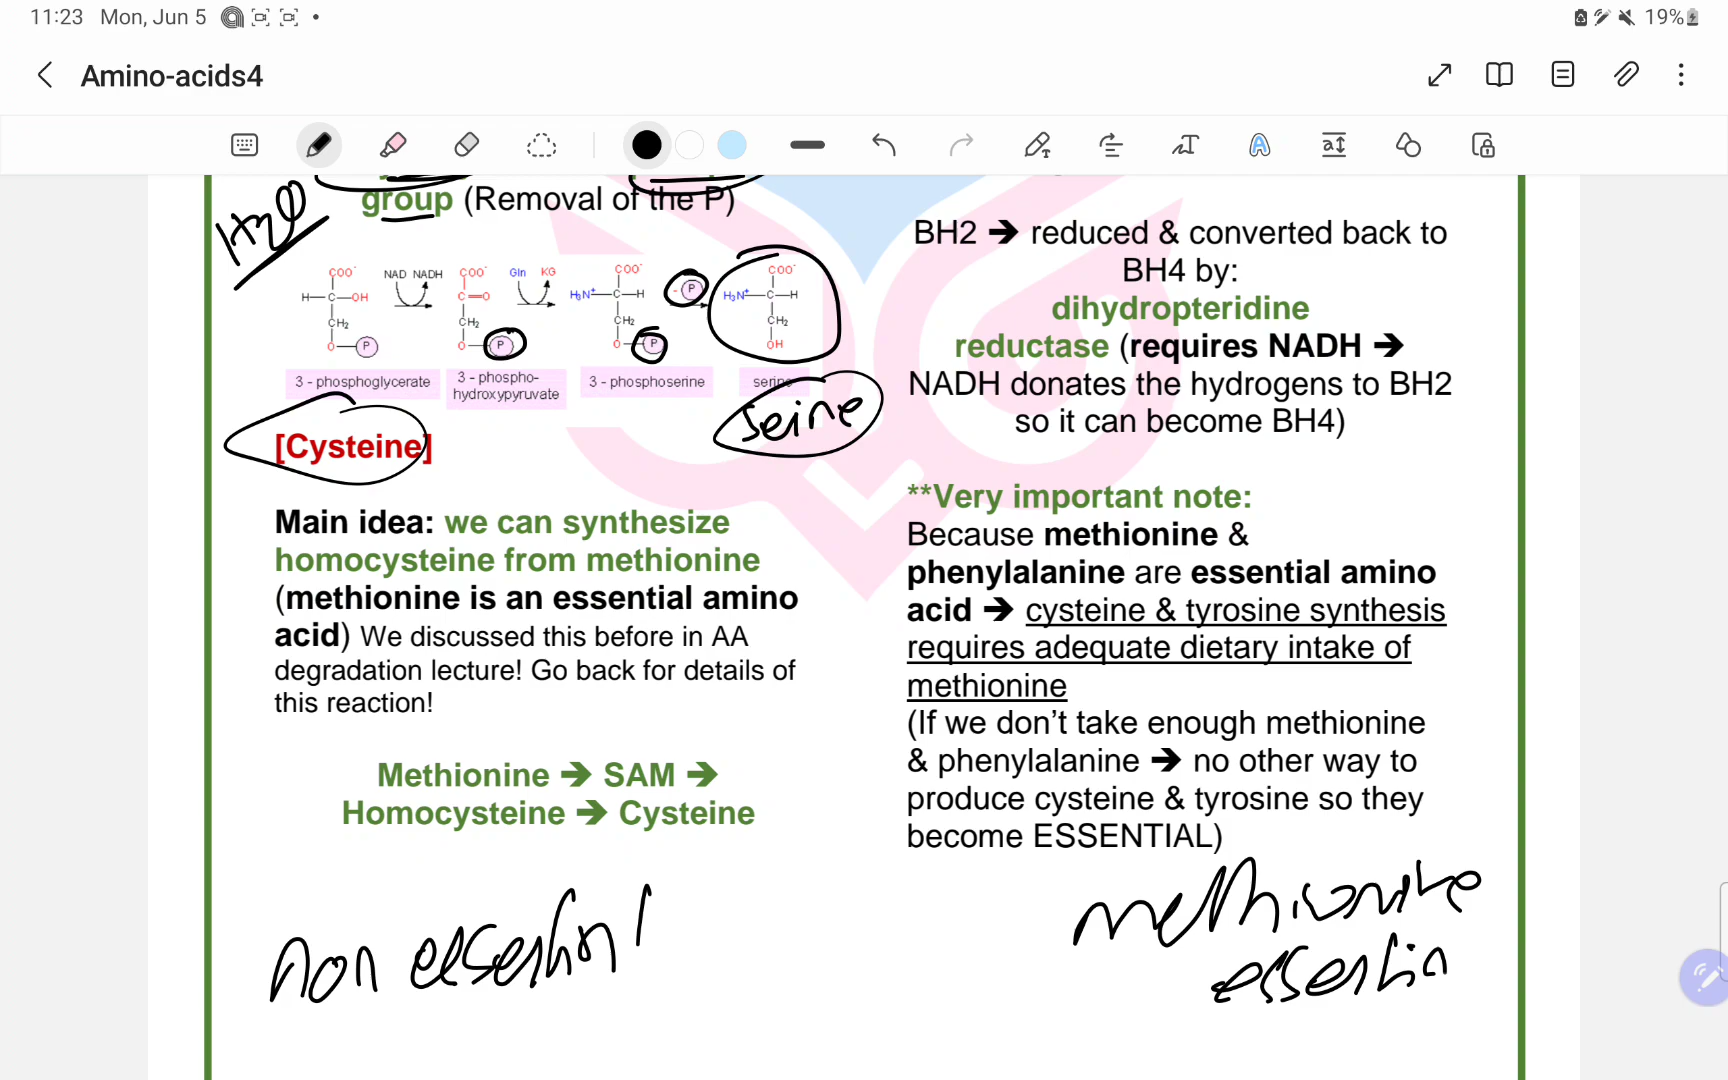 11:23 Mon, Jun 5
19%
Amino-acids4
group (Removal of the P)
H2O
COO- NAD NADH COO- Gln KG COO- - P COO-
H—C—OH C=O H3N+—C—H H3N+—C—H
CH2 CH2 CH2 CH2
O—P O—P O—P OH
3 - phosphoglycerate
3 - phospho-
hydroxypyruvate
3 - phosphoserine
serine
seine
[Cysteine]
Main idea: we can synthesize
homocysteine from methionine
(methionine is an essential amino
acid) We discussed this before in AA
degradation lecture! Go back for details of
this reaction!
Methionine ➔ SAM ➔
Homocysteine ➔ Cysteine
non
BH2 ➔ reduced & converted back to
BH4 by:
dihydropteridine
reductase (requires NADH ➔
NADH donates the hydrogens to BH2
so it can become BH4)
**Very important note:
Because methionine &
phenylalanine are essential amino
acid ➔ cysteine & tyrosine synthesis
requires adequate dietary intake of
methionine
(If we don’t take enough methionine
& phenylalanine ➔ no other way to
produce cysteine & tyrosine so they
become ESSENTIAL)
methionine